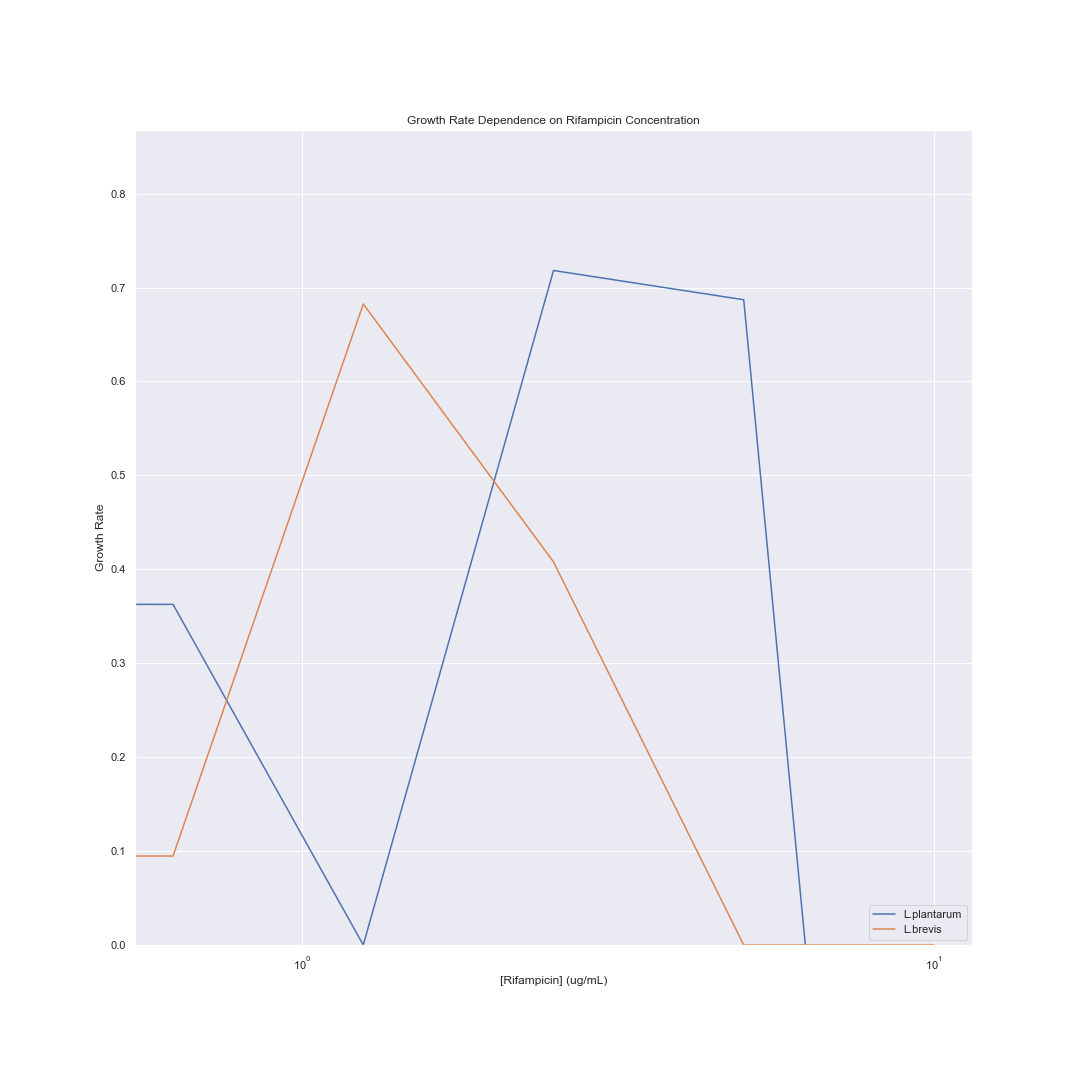 Growth Rate Dependence on Rifampicin Concentration
0.8
0.7
0.6
0.5
0.4
0.3
0.2
0.1
0.0
Growth Rate
10⁰
10¹
[Rifampicin] (ug/mL)
L.plantarum
L.brevis